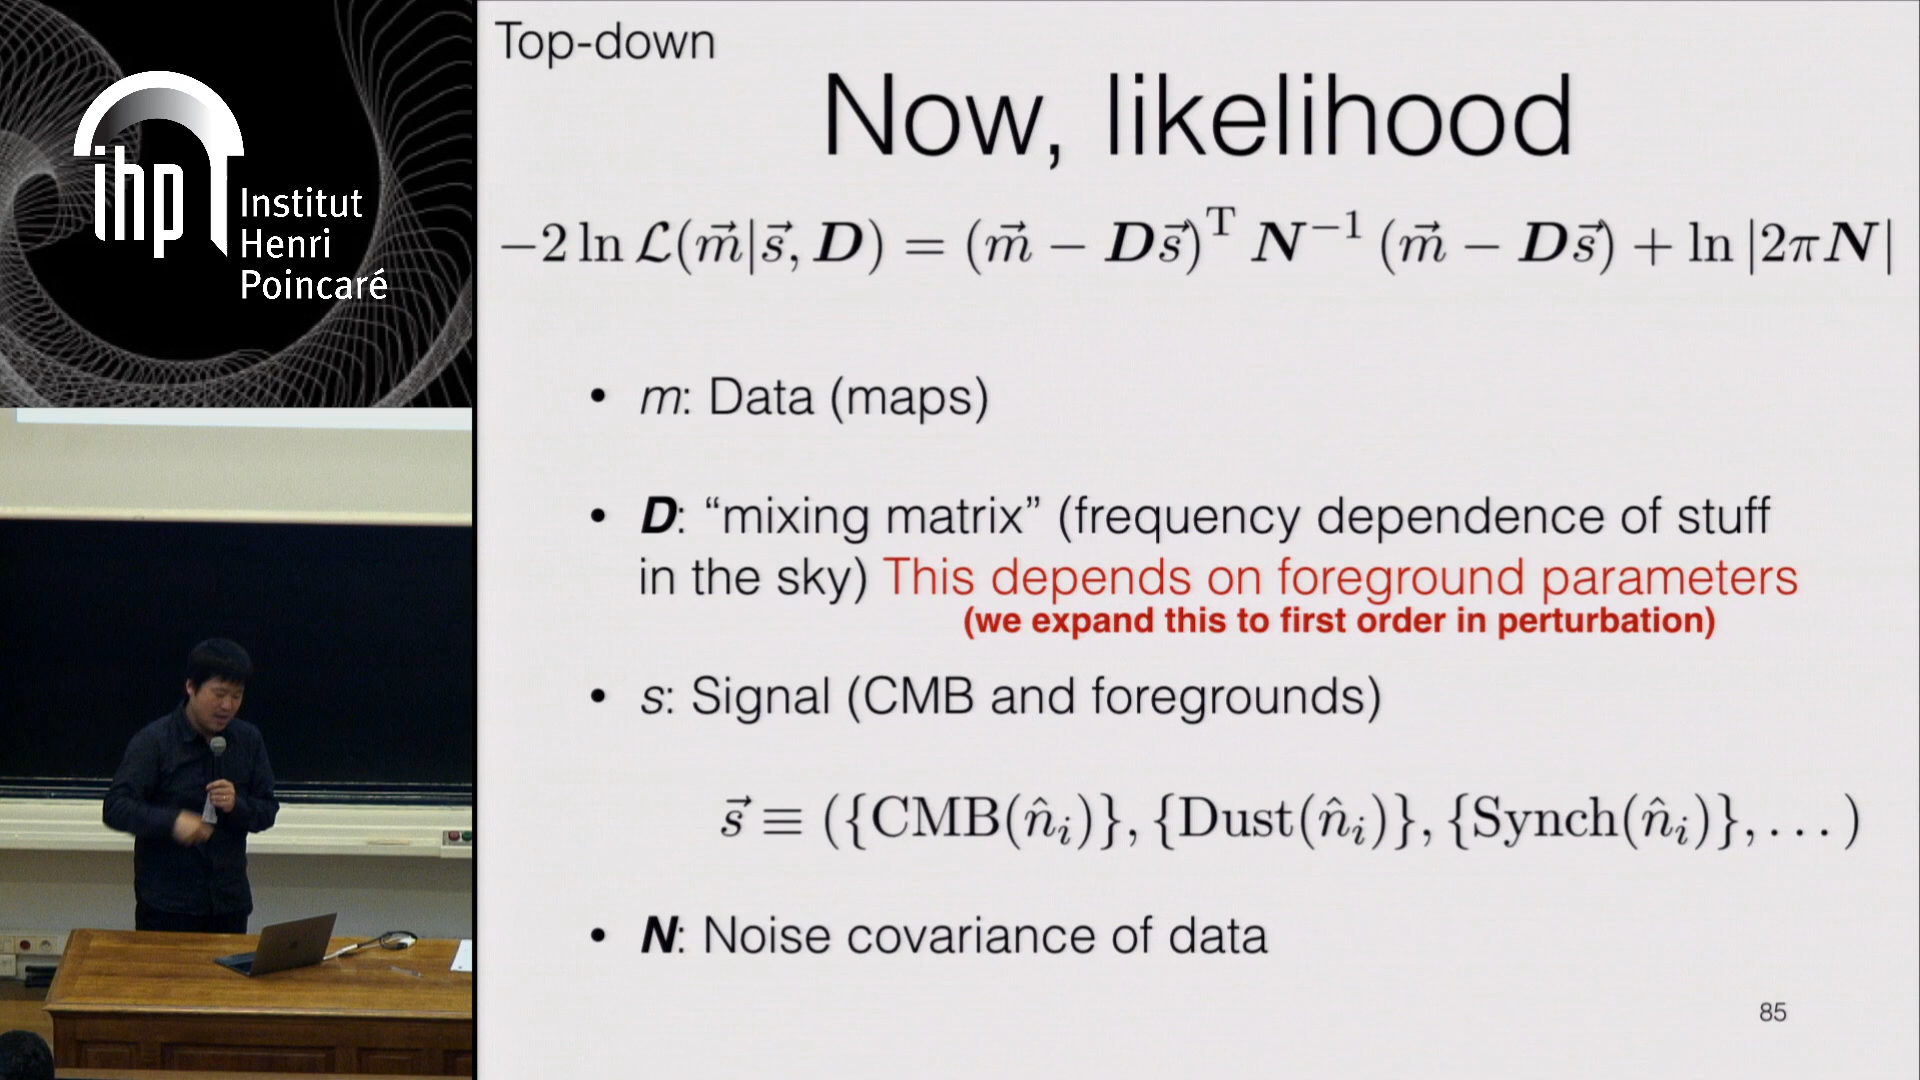 ihp
Institut
Henri
Poincaré
Top-down
Now, likelihood
−2 ln ℒ(m⃗|s⃗, D) = (m⃗ − Ds⃗)ᵀ N⁻¹ (m⃗ − Ds⃗) + ln |2πN|
• m: Data (maps)
• D: “mixing matrix” (frequency dependence of stuff
in the sky) This depends on foreground parameters
(we expand this to first order in perturbation)
• s: Signal (CMB and foregrounds)
s⃗ ≡ ({CMB(n̂ᵢ)}, {Dust(n̂ᵢ)}, {Synch(n̂ᵢ)}, . . . )
• N: Noise covariance of data
85